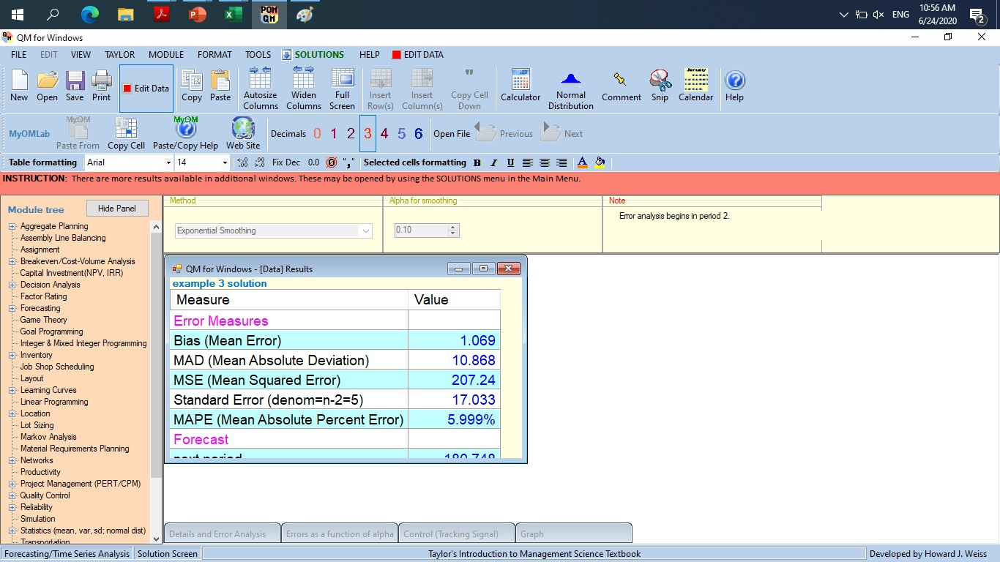 POM QM
ENG
10:56 AM
6/24/2020
2
QM for Windows
FILE EDIT VIEW TAYLOR MODULE FORMAT TOOLS SOLUTIONS HELP EDIT DATA
New Open Save Print Edit Data Copy Paste Autosize Columns Widen Columns Full Screen Insert Row(s) Insert Column(s) Copy Cell Down Calculator Normal Distribution Comment Snip January Calendar Help
MyOMLab MyOM Paste From Copy Cell MyOM Paste/Copy Help Web Site Decimals 0 1 2 3 4 5 6 Open File Previous Next
Table formatting Arial 14 Fix Dec 0.0 "," Selected cells formatting B I U A
INSTRUCTION: There are more results available in additional windows. These may be opened by using the SOLUTIONS menu in the Main Menu.
Module tree Hide Panel
Aggregate Planning
Assembly Line Balancing
Assignment
Breakeven/Cost-Volume Analysis
Capital Investment(NPV, IRR)
Decision Analysis
Factor Rating
Forecasting
Game Theory
Goal Programming
Integer & Mixed Integer Programming
Inventory
Job Shop Scheduling
Layout
Learning Curves
Linear Programming
Location
Lot Sizing
Markov Analysis
Material Requirements Planning
Networks
Productivity
Project Management (PERT/CPM)
Quality Control
Reliability
Simulation
Statistics (mean, var, sd; normal dist)
Transportation
Method
Exponential Smoothing
Alpha for smoothing
0.10
Note
Error analysis begins in period 2.
QM for Windows - [Data] Results
example 3 solution
Measure Value
Error Measures
Bias (Mean Error) 1.069
MAD (Mean Absolute Deviation) 10.868
MSE (Mean Squared Error) 207.24
Standard Error (denom=n-2=5) 17.033
MAPE (Mean Absolute Percent Error) 5.999%
Forecast
next period 180.748
Details and Error Analysis Errors as a function of alpha Control (Tracking Signal) Graph
Forecasting/Time Series Analysis Solution Screen Taylor's Introduction to Management Science Textbook Developed by Howard J. Weiss